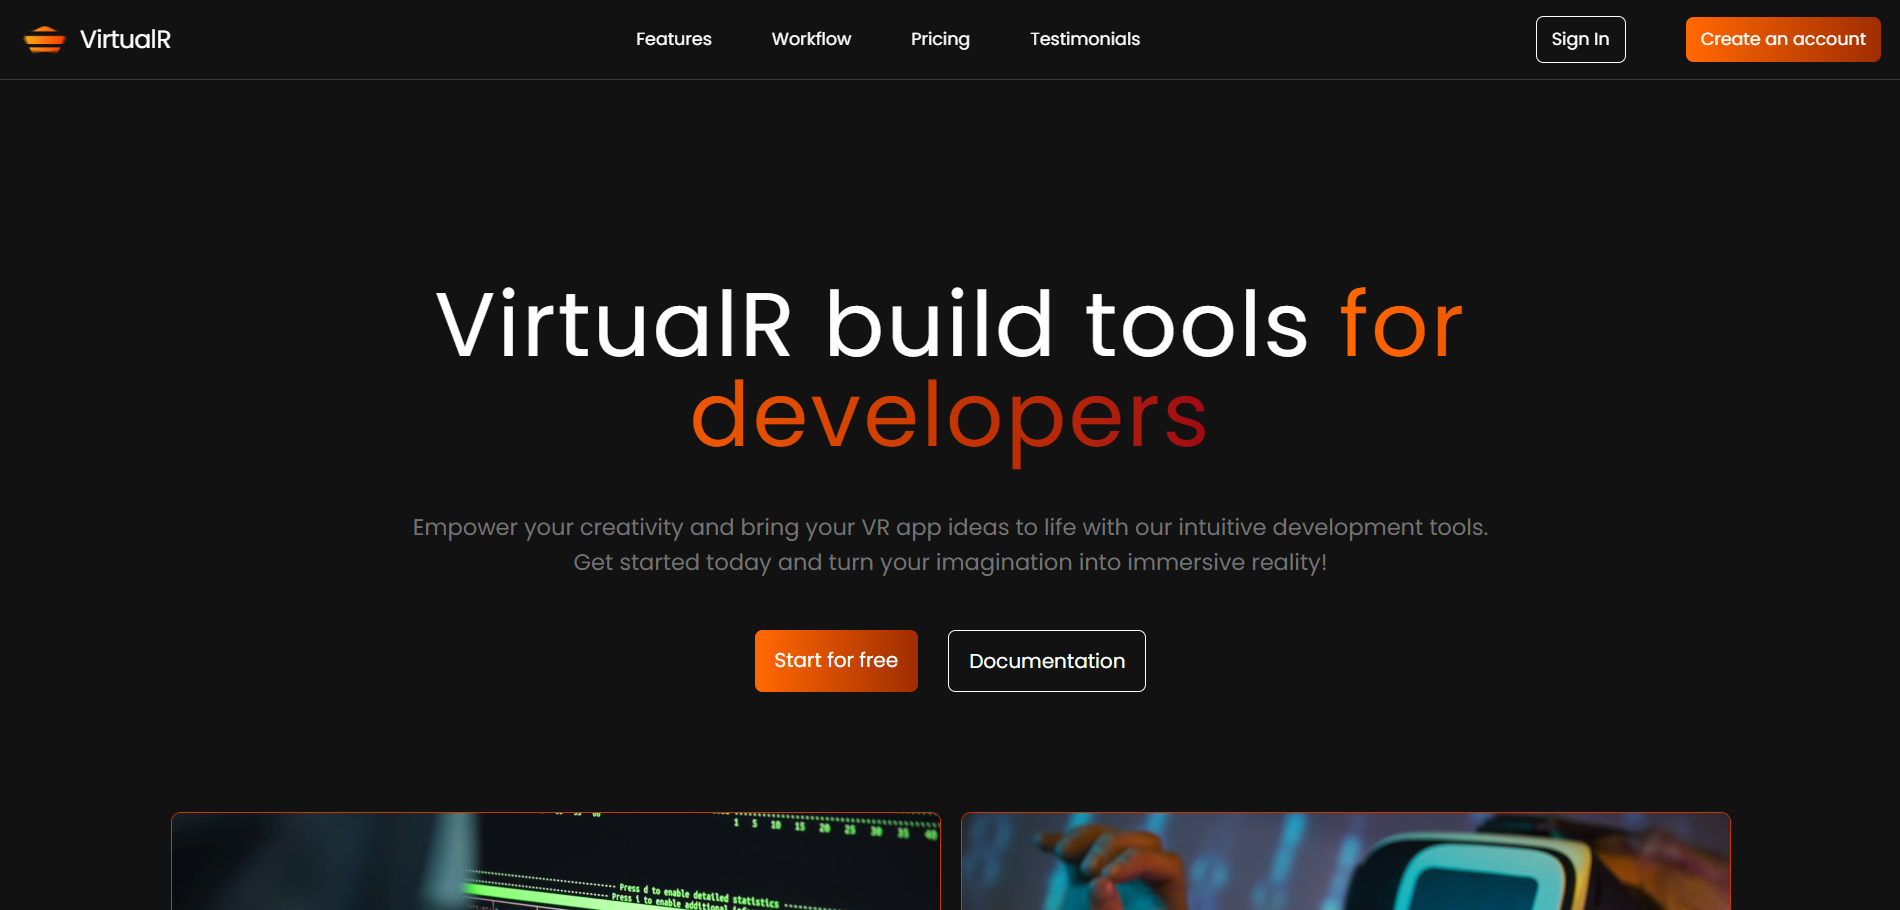 VirtualR
Features
Workflow
Pricing
Testimonials
Sign In
Create an account
VirtualR build tools for
developers
Empower your creativity and bring your VR app ideas to life with our intuitive development tools.
Get started today and turn your imagination into immersive reality!
Start for free
Documentation
1 5 10 15 20 25 30 35 40
Press d to enable detailed statistics
Press i to enable additional